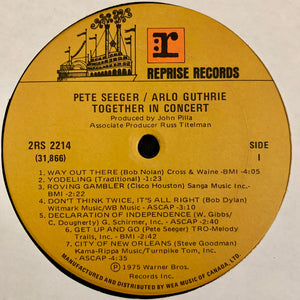 r
REPRISE RECORDS
PETE SEEGER / ARLO GUTHRIE
TOGETHER IN CONCERT
Produced by John Pilla
Associate Producer Russ Titelman
2RS 2214
(31,866)
SIDE
I
1. WAY OUT THERE (Bob Nolan) Cross & Waine -BMI -4:05
2. YODELING (Traditional) -1:23
3. ROVING GAMBLER (Cisco Houston) Sanga Music Inc.-
BMI -2:22
4. DON'T THINK TWICE, IT'S ALL RIGHT (Bob Dylan)
Witmark Music/WB Music - ASCAP -3:10
5. DECLARATION OF INDEPENDENCE (W. Gibbs/
C. Dougherty) G. Schirmer, Inc. - ASCAP -2:40
6. GET UP AND GO (Pete Seeger) TRO-Melody
Trails, Inc. -BMI -2:42
7. CITY OF NEW ORLEANS (Steve Goodman)
Kama-Rippa Music/Turnpike Tom, Inc.
- ASCAP -4:35
℗ 1975 Warner Bros.
Records Inc.
MANUFACTURED AND DISTRIBUTED BY WEA MUSIC OF CANADA, LTD.